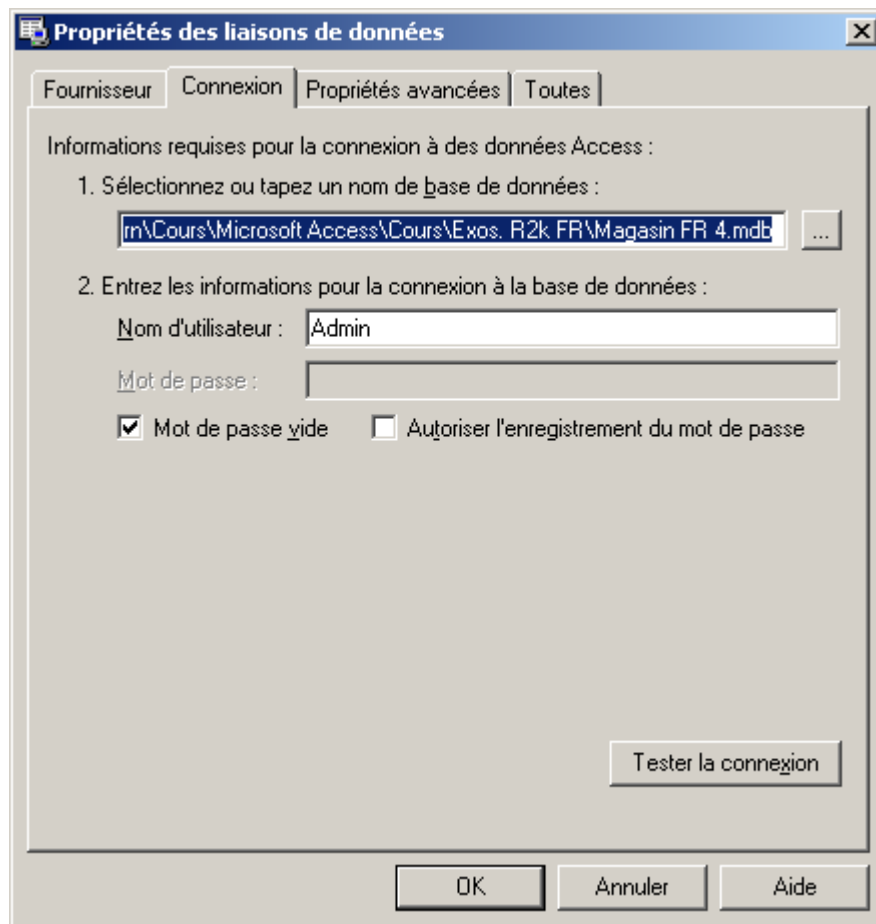 Propriétés des liaisons de données
Fournisseur Connexion Propriétés avancées Toutes
Informations requises pour la connexion à des données Access :
1. Sélectionnez ou tapez un nom de base de données :
rn\Cours\Microsoft Access\Cours\Exos. R2k FR\Magasin FR 4.mdb ...
2. Entrez les informations pour la connexion à la base de données :
Nom d'utilisateur : Admin
Mot de passe :
Mot de passe vide Autoriser l'enregistrement du mot de passe
Tester la connexion
OK Annuler Aide